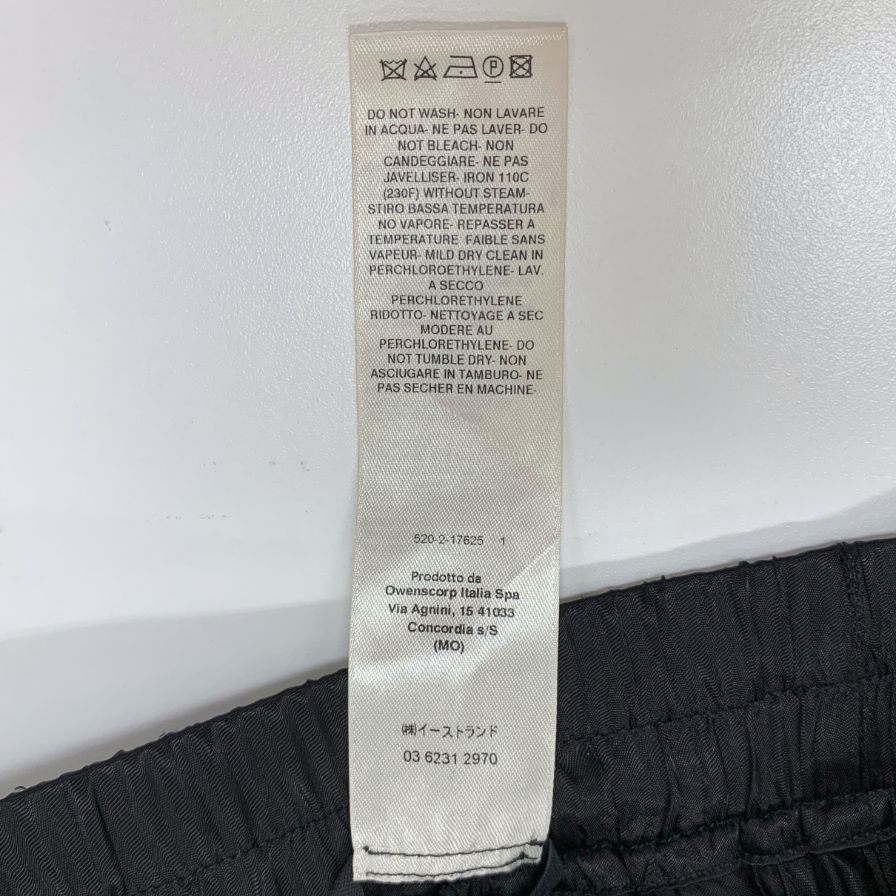 P
DO NOT WASH- NON LAVARE
IN ACQUA- NE PAS LAVER- DO
NOT BLEACH- NON
CANDEGGIARE- NE PAS
JAVELLISER- IRON 110C
(230F) WITHOUT STEAM-
STIRO BASSA TEMPERATURA
NO VAPORE- REPASSER A
TEMPERATURE FAIBLE SANS
VAPEUR- MILD DRY CLEAN IN
PERCHLOROETHYLENE- LAV.
A SECCO
PERCHLORETHYLENE
RIDOTTO- NETTOYAGE A SEC
MODERE AU
PERCHLORETHYLENE- DO
NOT TUMBLE DRY- NON
ASCIUGARE IN TAMBURO- NE
PAS SECHER EN MACHINE-
520-2-17625 1
Prodotto da
Owenscorp Italia Spa
Via Agnini, 15 41033
Concordia s/S
(MO)
㈱イーストランド
03 6231 2970